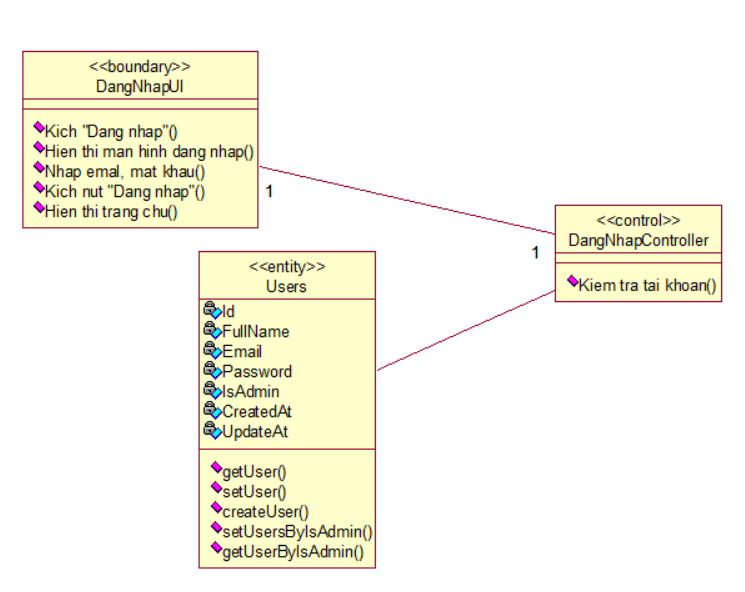 <<boundary>>
DangNhapUI
Kich "Dang nhap"()
Hien thi man hinh dang nhap()
Nhap emal, mat khau()
Kich nut "Dang nhap"()
Hien thi trang chu()
1
1
<<control>>
DangNhapController
Kiem tra tai khoan()
<<entity>>
Users
Id
FullName
Email
Password
IsAdmin
CreatedAt
UpdateAt
getUser()
setUser()
createUser()
setUsersByIsAdmin()
getUserByIsAdmin()